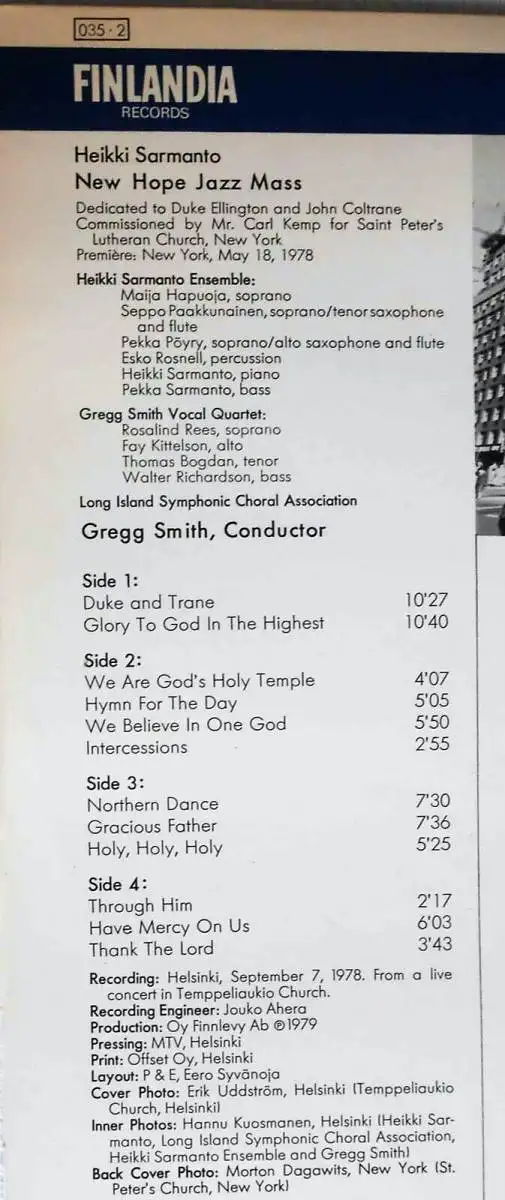 035·2
FINLANDIA
RECORDS
Heikki Sarmanto
New Hope Jazz Mass
Dedicated to Duke Ellington and John Coltrane
Commissioned by Mr. Carl Kemp for Saint Peter's
Lutheran Church, New York
Première: New York, May 18, 1978
Heikki Sarmanto Ensemble:
Maija Hapuoja, soprano
Seppo Paakkunainen, soprano/tenor saxophone
and flute
Pekka Pöyry, soprano/alto saxophone and flute
Esko Rosnell, percussion
Heikki Sarmanto, piano
Pekka Sarmanto, bass
Gregg Smith Vocal Quartet:
Rosalind Rees, soprano
Fay Kittelson, alto
Thomas Bogdan, tenor
Walter Richardson, bass
Long Island Symphonic Choral Association
Gregg Smith, Conductor
Side 1:
Duke and Trane 10'27
Glory To God In The Highest 10'40
Side 2:
We Are God's Holy Temple 4'07
Hymn For The Day 5'05
We Believe In One God 5'50
Intercessions 2'55
Side 3:
Northern Dance 7'30
Gracious Father 7'36
Holy, Holy, Holy 5'25
Side 4:
Through Him 2'17
Have Mercy On Us 6'03
Thank The Lord 3'43
Recording: Helsinki, September 7, 1978. From a live
concert in Temppeliaukio Church.
Recording Engineer: Jouko Ahera
Production: Oy Finnlevy Ab ℗1979
Pressing: MTV, Helsinki
Print: Offset Oy, Helsinki
Layout: P & E, Eero Syvänoja
Cover Photo: Erik Uddström, Helsinki (Temppeliaukio
Church, Helsinki)
Inner Photos: Hannu Kuosmanen, Helsinki (Heikki Sar-
manto, Long Island Symphonic Choral Association,
Heikki Sarmanto Ensemble and Gregg Smith)
Back Cover Photo: Morton Dagawits, New York (St.
Peter's Church, New York)